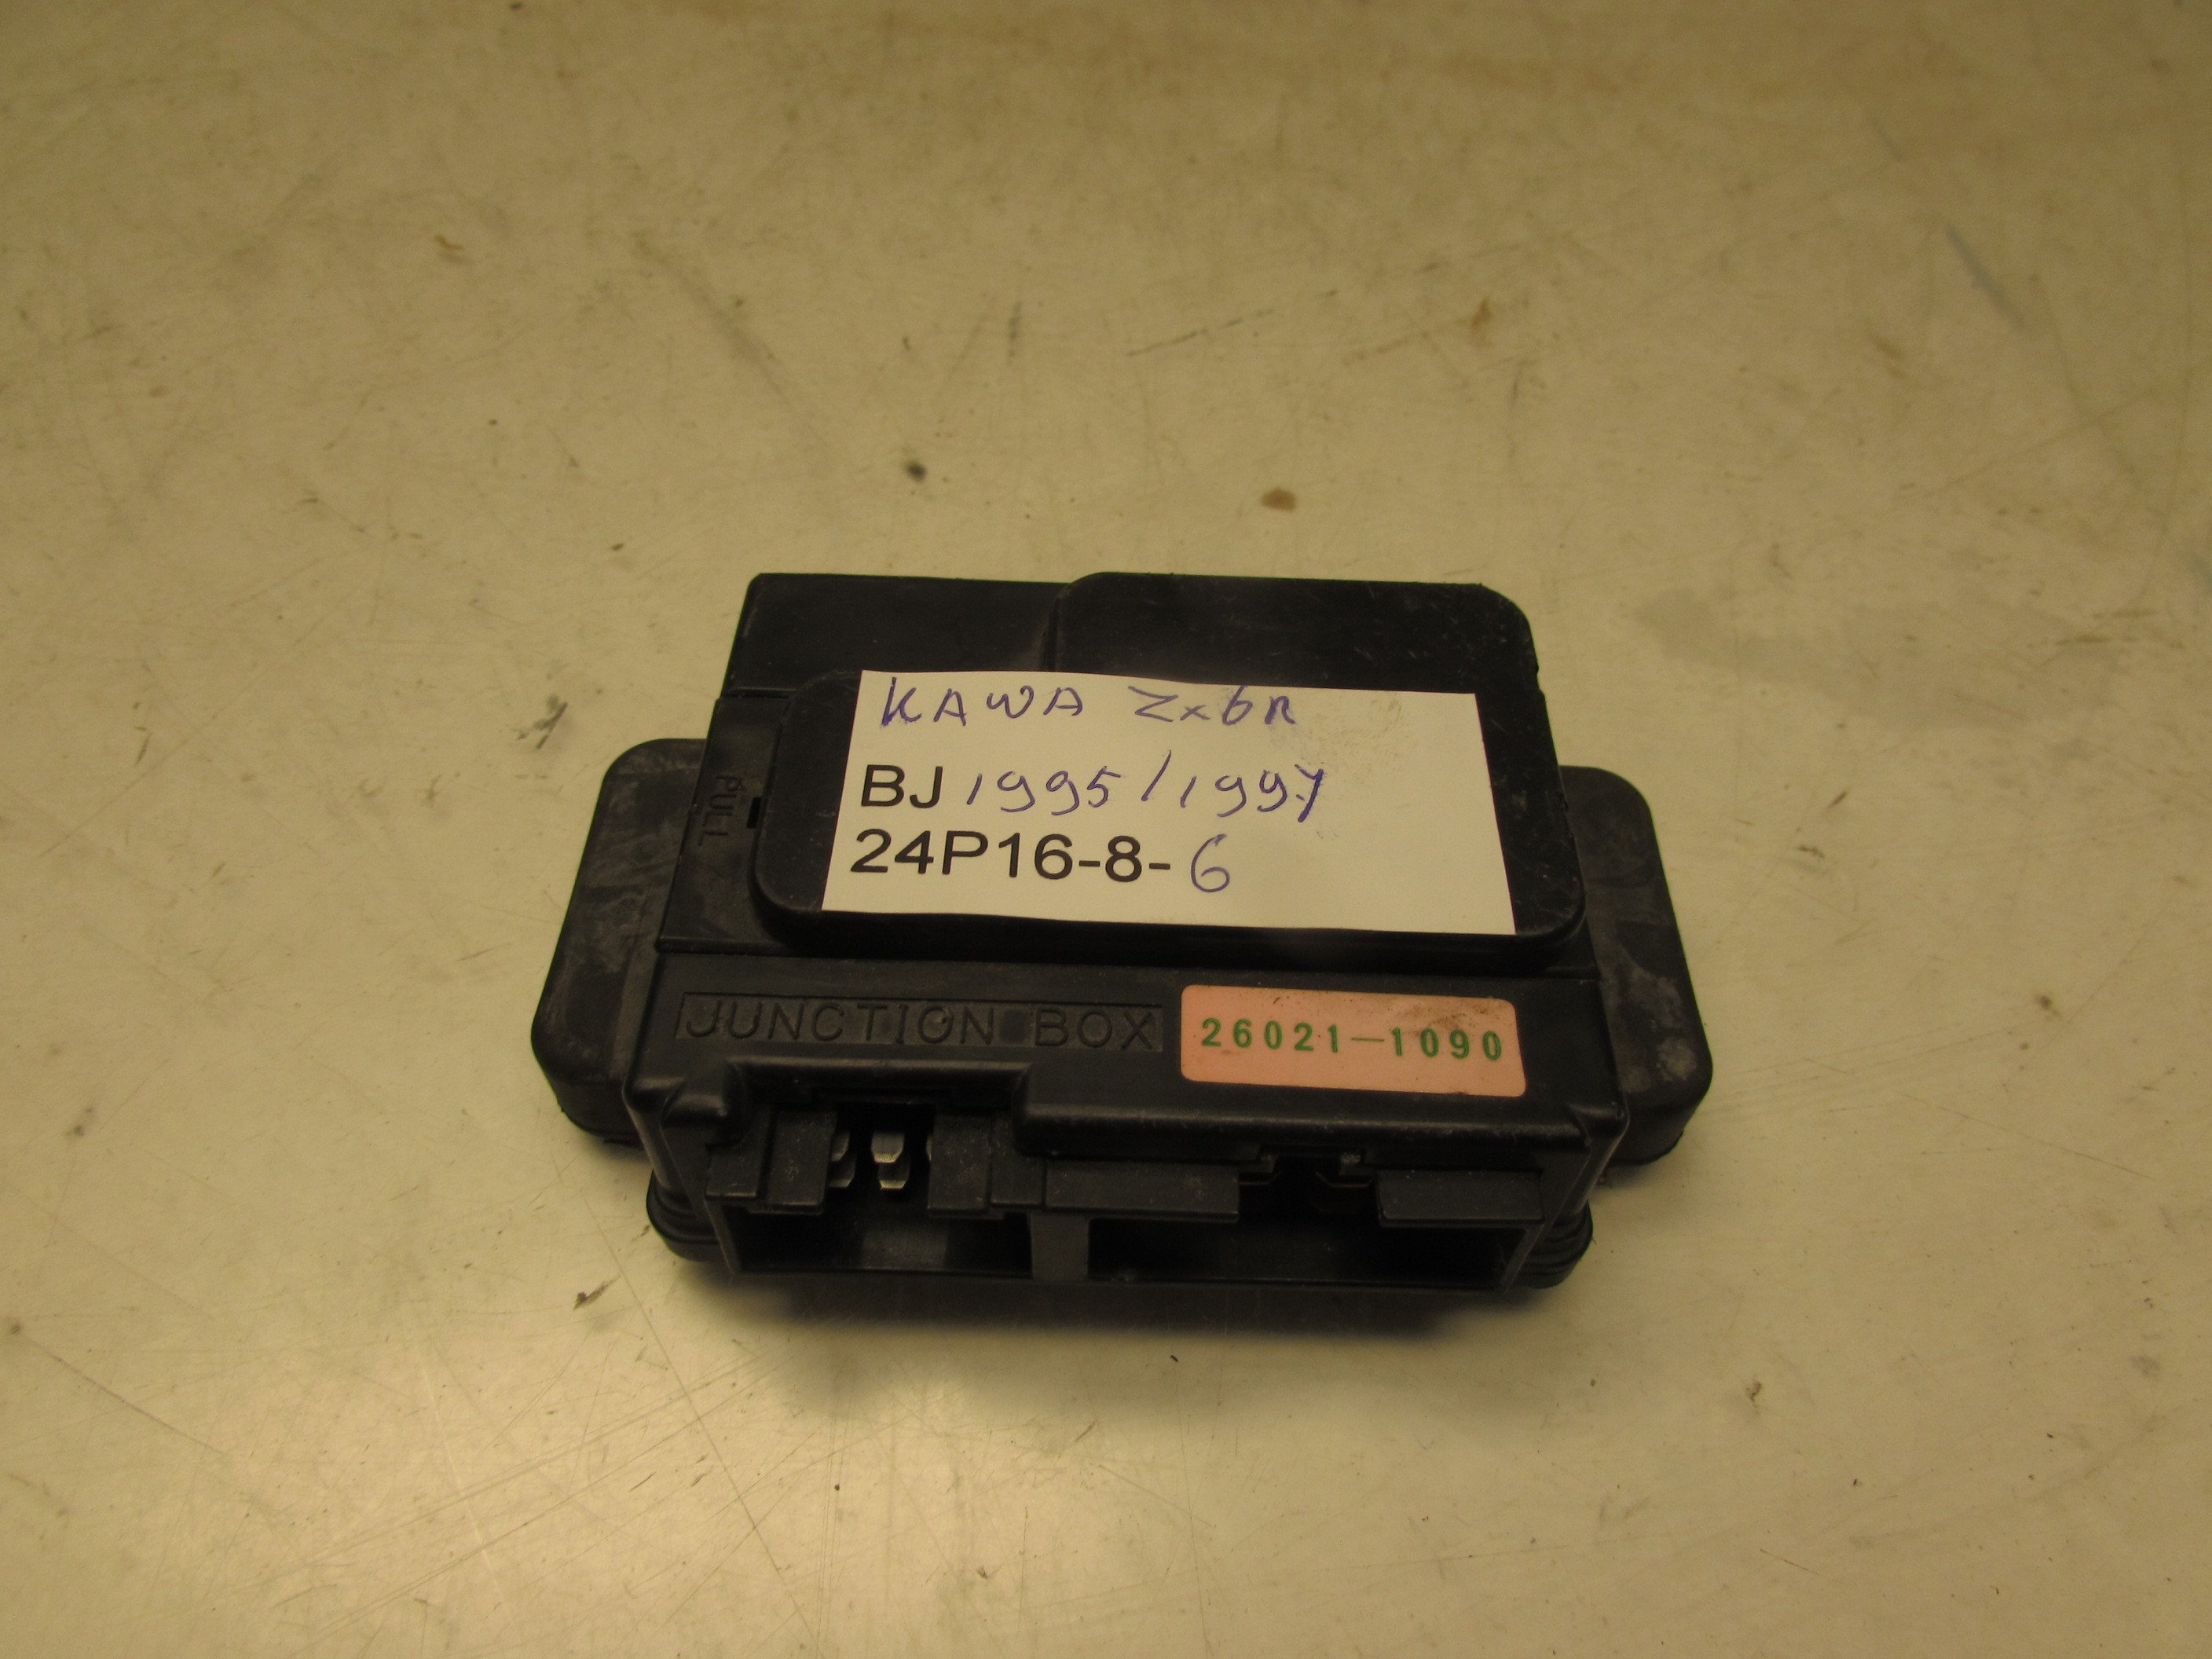 KAWA Zx6R
BJ 1995/1997
24P16-8-6
PULL
JUNCTION BOX
26021-1090